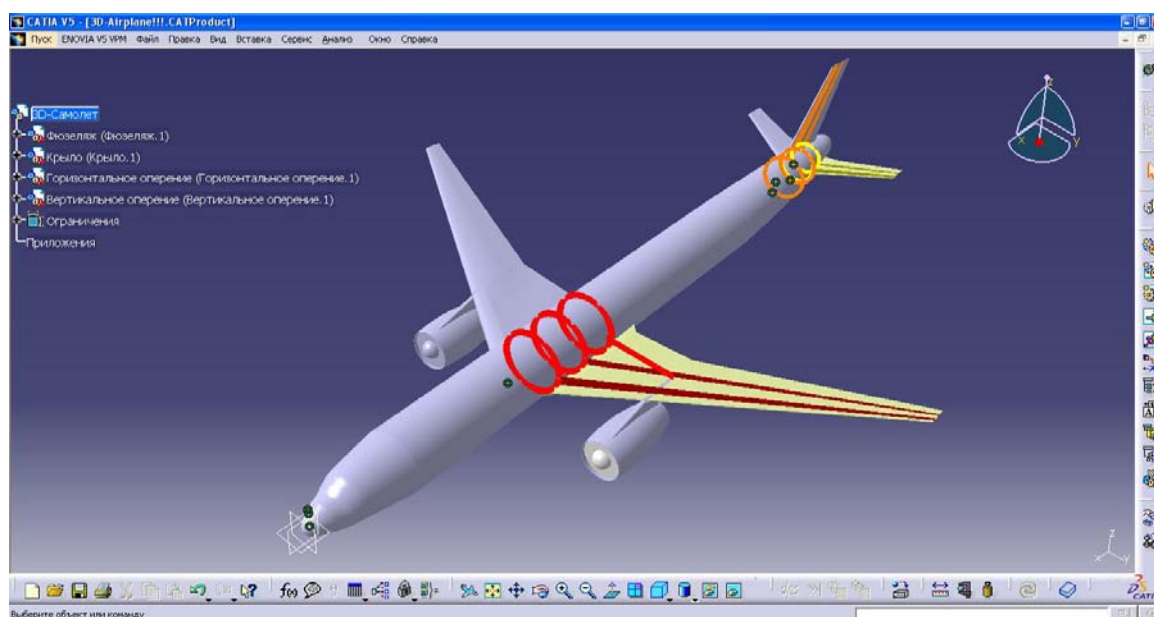 CATIA V5 - [3D-Airplane!!!.CATProduct]
Пуск ENOVIA V5 VPM Файл Правка Вид Вставка Сервис Анализ Окно Справка
3D-Самолет
Фюзеляж (Фюзеляж.1)
Крыло (Крыло.1)
Горизонтальное оперение (Горизонтальное оперение.1)
Вертикальное оперение (Вертикальное оперение.1)
Ограничения
Приложения
z
x
y
z
x
y
f(x)
CATIA
Выберите объект или команду